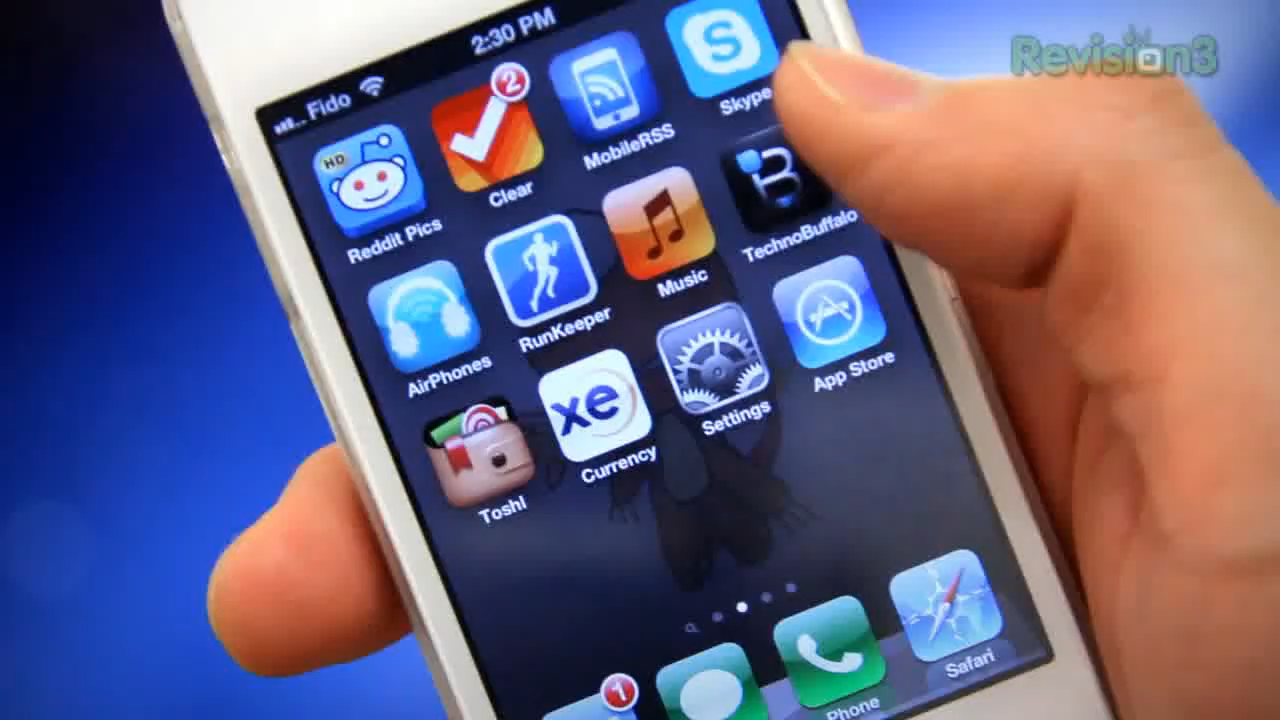 Revision3
Fido
2:30 PM
HD
2
S
Reddit Pics
Clear
MobileRSS
Skype
AirPhones
RunKeeper
Music
TechnoBuffalo
xe
Toshl
Currency
Settings
App Store
1
Phone
Safari